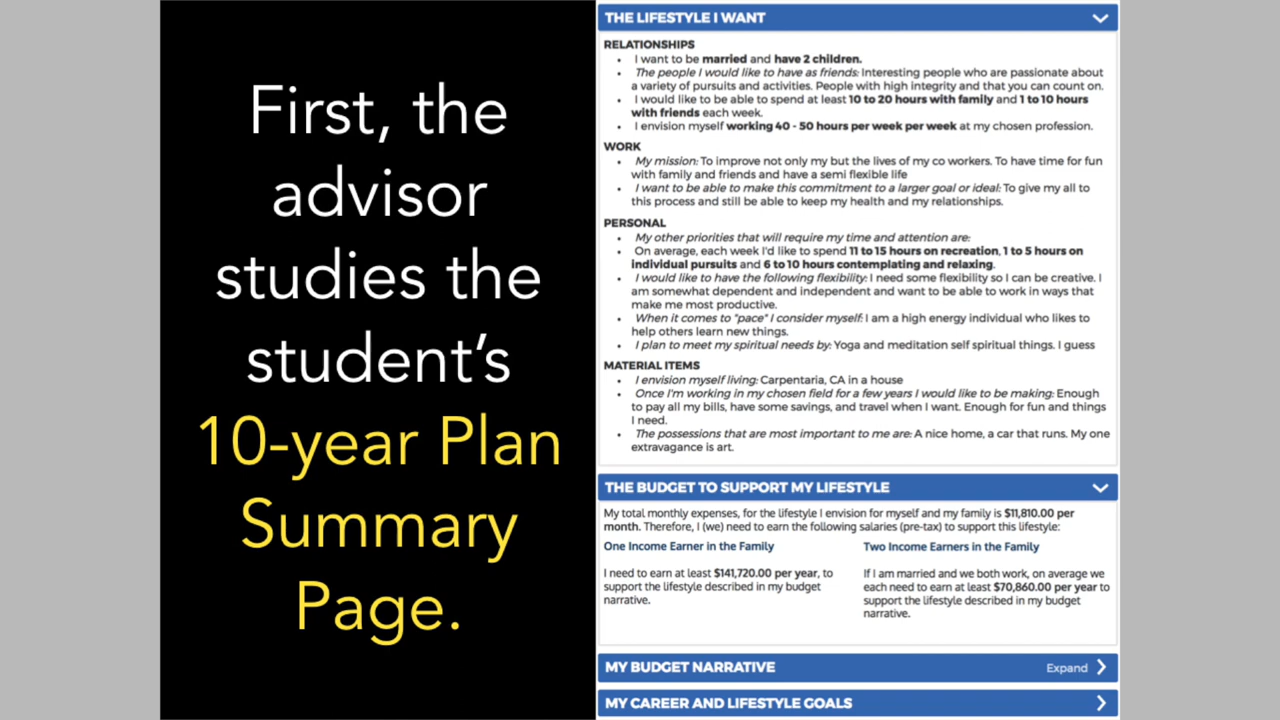 First, the
advisor
studies the
student’s
10-year Plan
Summary
Page.
THE LIFESTYLE I WANT
RELATIONSHIPS
• I want to be married and have 2 children.
• The people I would like to have as friends: Interesting people who are passionate about
a variety of pursuits and activities. People with high integrity and that you can count on.
• I would like to be able to spend at least 10 to 20 hours with family and 1 to 10 hours
with friends each week.
• I envision myself working 40 - 50 hours per week per week at my chosen profession.
WORK
• My mission: To improve not only my but the lives of my co workers. To have time for fun
with family and friends and have a semi flexible life
• I want to be able to make this commitment to a larger goal or ideal: To give my all to
this process and still be able to keep my health and my relationships.
PERSONAL
• My other priorities that will require my time and attention are:
• On average, each week I'd like to spend 11 to 15 hours on recreation, 1 to 5 hours on
individual pursuits and 6 to 10 hours contemplating and relaxing.
• I would like to have the following flexibility: I need some flexibility so I can be creative. I
am somewhat dependent and independent and want to be able to work in ways that
make me most productive.
• When it comes to "pace" I consider myself: I am a high energy individual who likes to
help others learn new things.
• I plan to meet my spiritual needs by: Yoga and meditation self spiritual things. I guess
MATERIAL ITEMS
• I envision myself living: Carpentaria, CA in a house
• Once I'm working in my chosen field for a few years I would like to be making: Enough
to pay all my bills, have some savings, and travel when I want. Enough for fun and things
I need.
• The possessions that are most important to me are: A nice home, a car that runs. My one
extravagance is art.
THE BUDGET TO SUPPORT MY LIFESTYLE
My total monthly expenses, for the lifestyle I envision for myself and my family is $11,810.00 per
month. Therefore, I (we) need to earn the following salaries (pre-tax) to support this lifestyle:
One Income Earner in the Family
I need to earn at least $141,720.00 per year, to
support the lifestyle described in my budget
narrative.
Two Income Earners in the Family
If I am married and we both work, on average we
each need to earn at least $70,860.00 per year to
support the lifestyle described in my budget
narrative.
MY BUDGET NARRATIVE Expand
MY CAREER AND LIFESTYLE GOALS